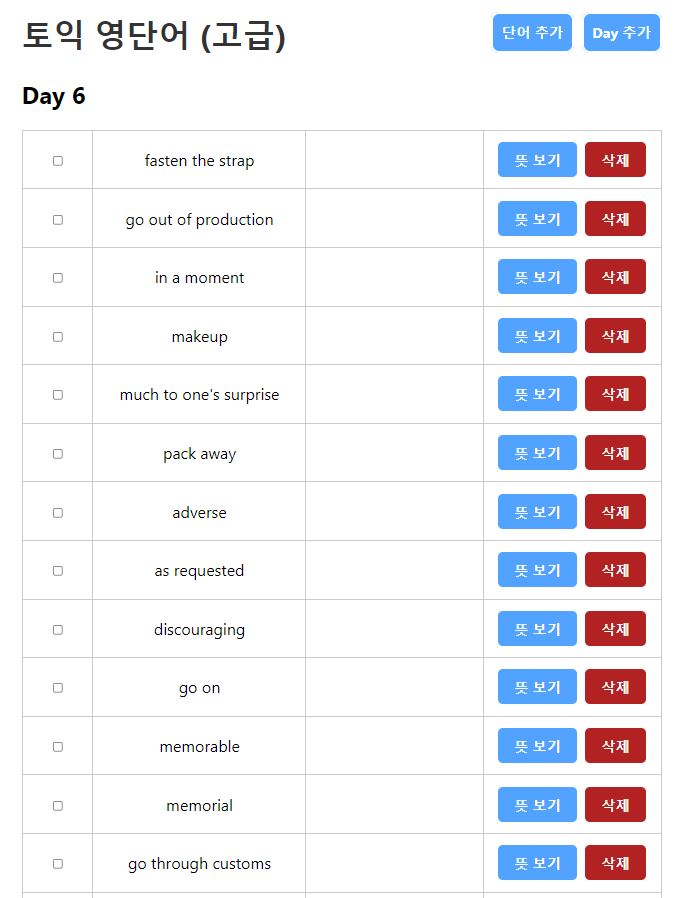 토익 영단어 (고급)
단어 추가 Day 추가
Day 6
fasten the strap 뜻 보기 삭제
go out of production 뜻 보기 삭제
in a moment 뜻 보기 삭제
makeup 뜻 보기 삭제
much to one's surprise 뜻 보기 삭제
pack away 뜻 보기 삭제
adverse 뜻 보기 삭제
as requested 뜻 보기 삭제
discouraging 뜻 보기 삭제
go on 뜻 보기 삭제
memorable 뜻 보기 삭제
memorial 뜻 보기 삭제
go through customs 뜻 보기 삭제